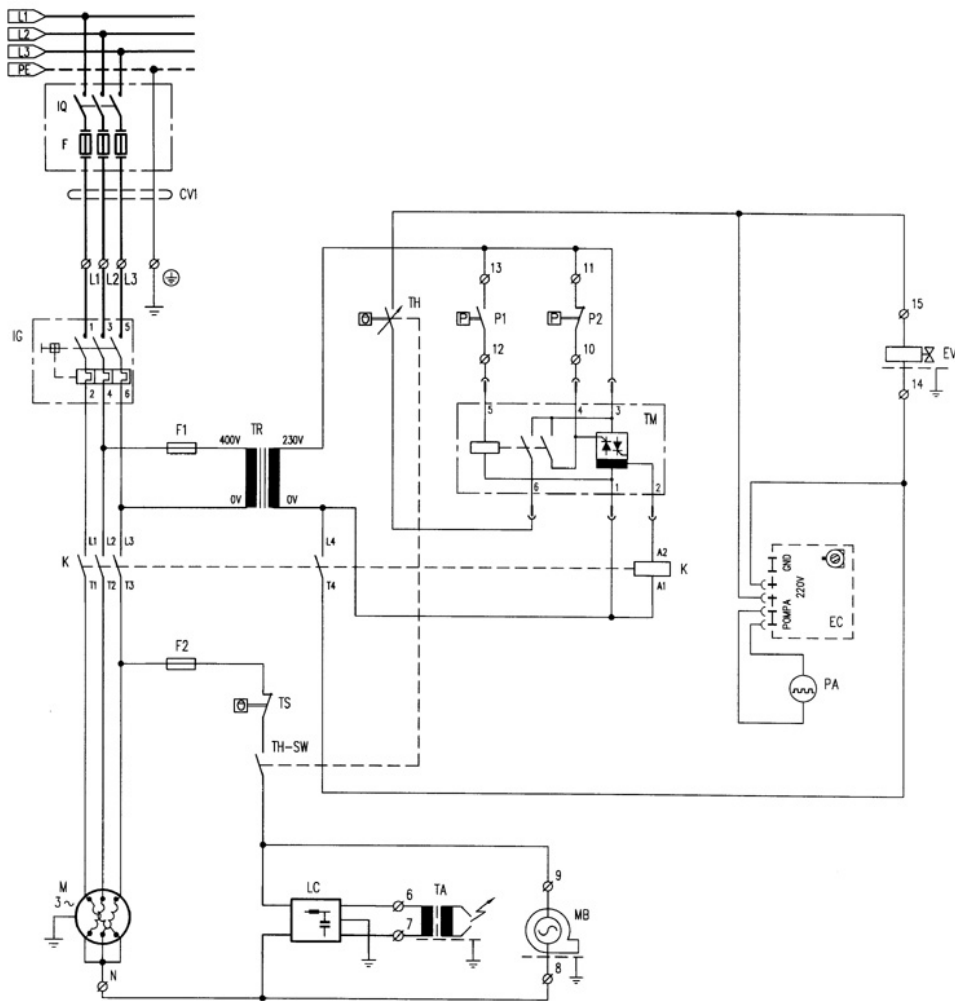 L1
L2
L3
PE
IQ
F
CV1
L1 L2 L3
IG
1 3 5
2 4 6
F1
400V
TR
230V
0V
0V
13
11
TH
P1
P2
P
P
12
10
15
EV
14
5
4
3
TM
6
1
2
L1 L2 L3
K
T1 T2 T3
L4
T4
A2
K
A1
GND
220V
POMPA
EC
PA
F2
TS
TH-SW
M
3~
N
LC
6
7
TA
9
MB
8